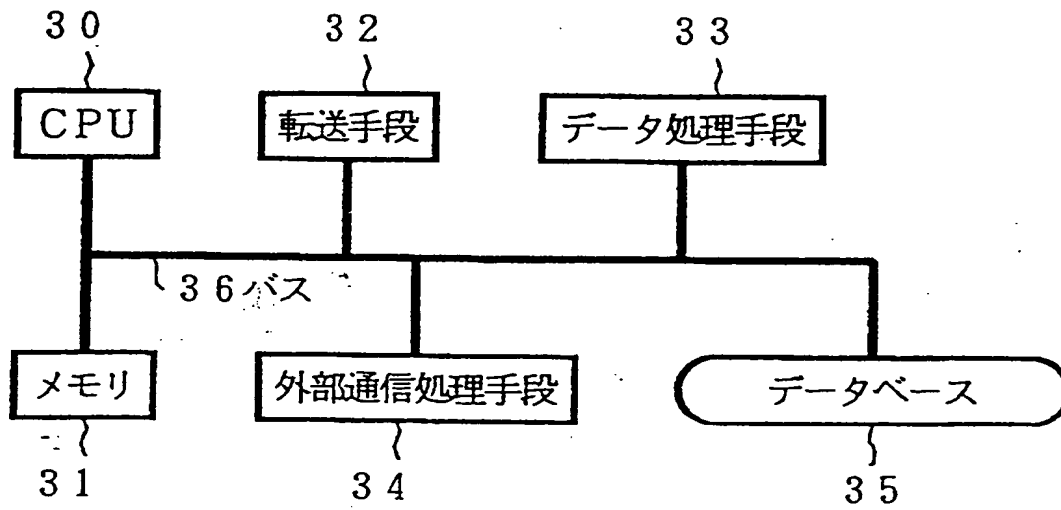 ３０ ３２ ３３
ＣＰＵ 転送手段 データ処理手段
３６バス
メモリ 外部通信処理手段 データベース
３１ ３４ ３５